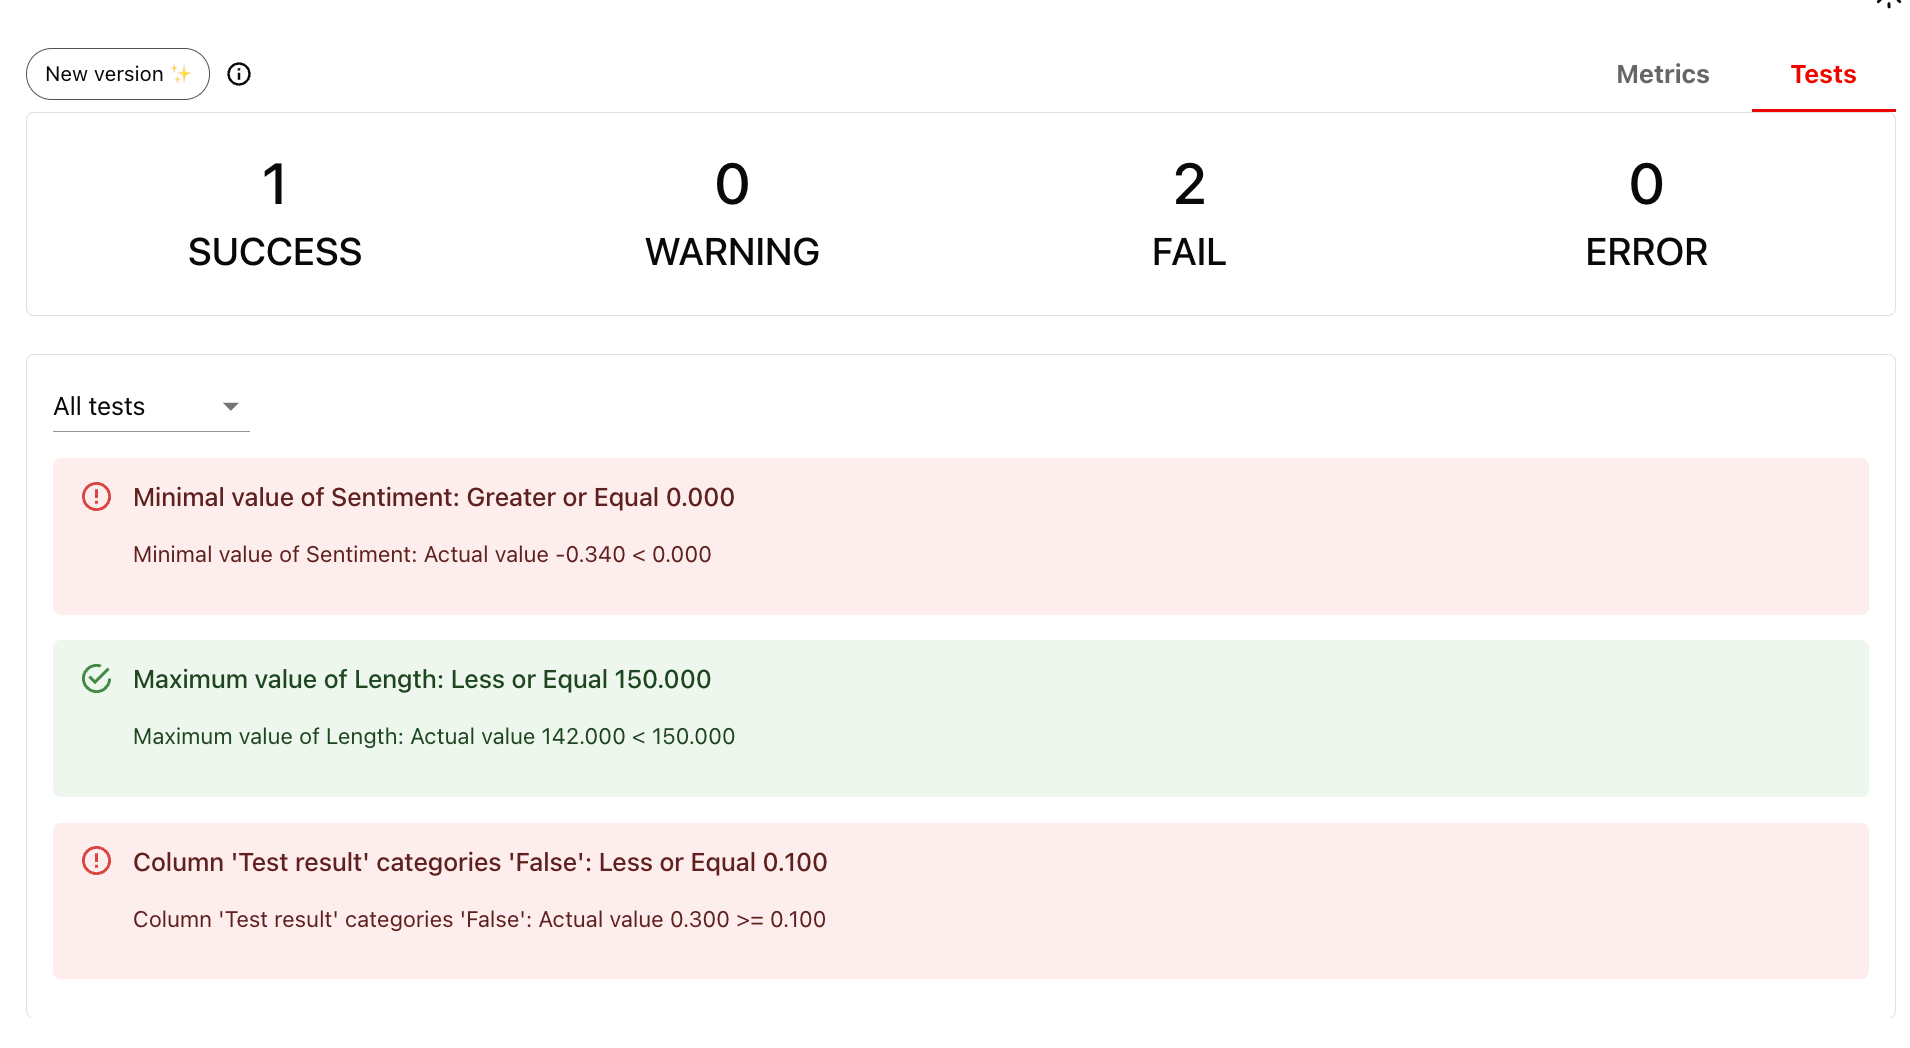 New version ✨
Metrics
Tests
1
SUCCESS
0
WARNING
2
FAIL
0
ERROR
All tests
Minimal value of Sentiment: Greater or Equal 0.000
Minimal value of Sentiment: Actual value -0.340 < 0.000
Maximum value of Length: Less or Equal 150.000
Maximum value of Length: Actual value 142.000 < 150.000
Column 'Test result' categories 'False': Less or Equal 0.100
Column 'Test result' categories 'False': Actual value 0.300 >= 0.100